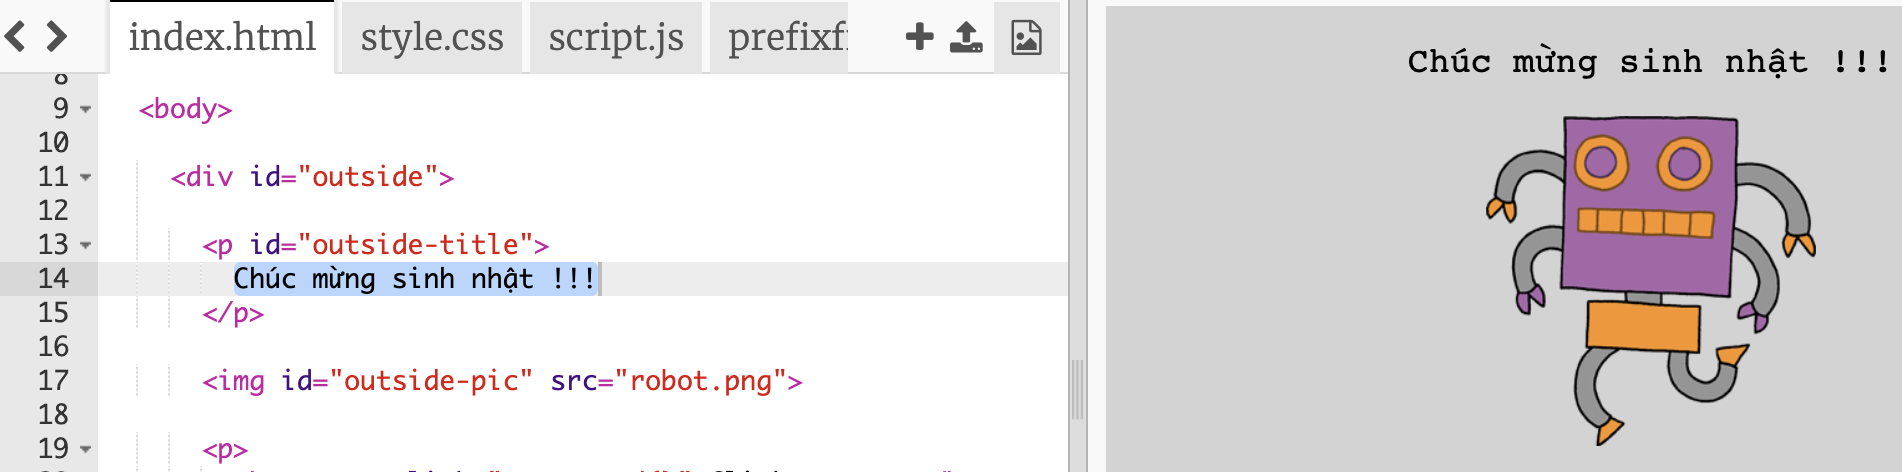 index.html style.css script.js prefixf
8
9 <body>
10
11 <div id="outside">
12
13 <p id="outside-title">
14 Chúc mừng sinh nhật !!!
15 </p>
16
17 <img id="outside-pic" src="robot.png">
18
19 <p>
Chúc mừng sinh nhật !!!